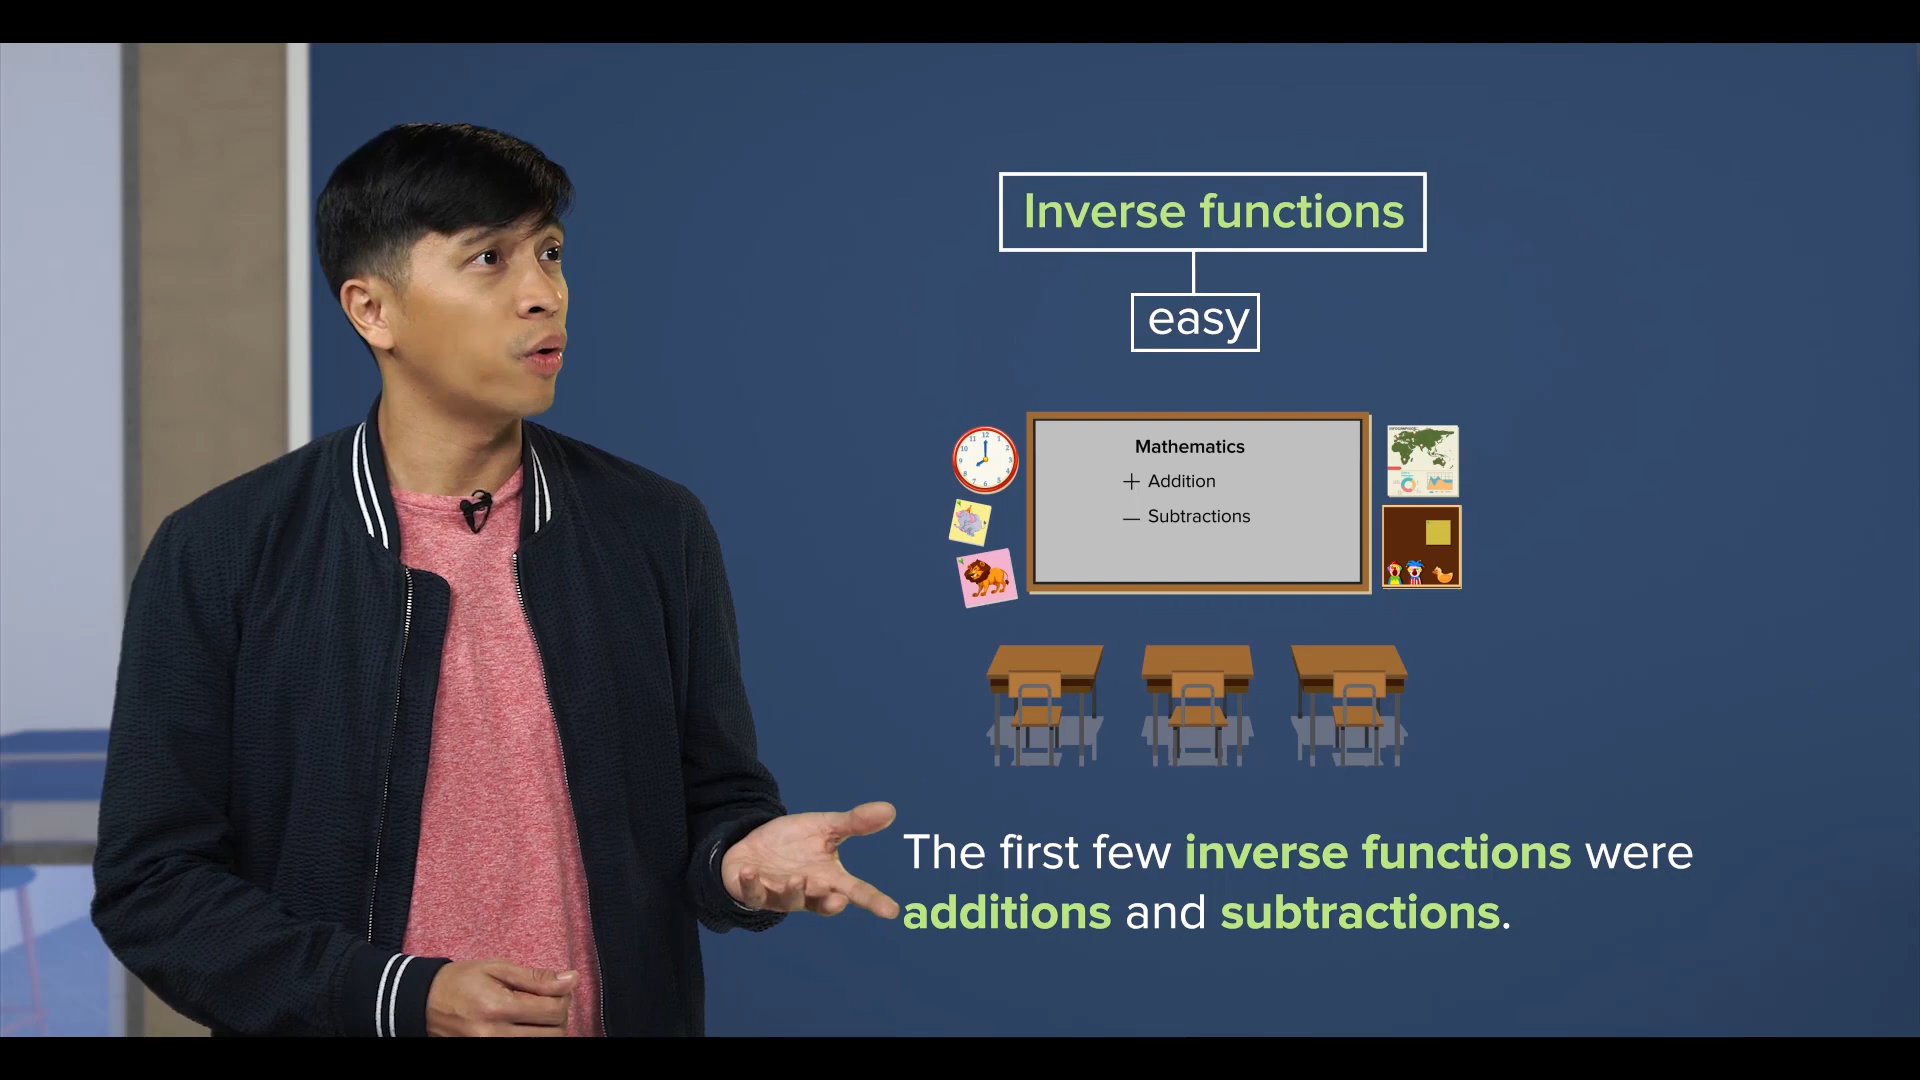 Inverse functions
easy
Mathematics
+ Addition
– Subtractions
The first few inverse functions were
additions and subtractions.